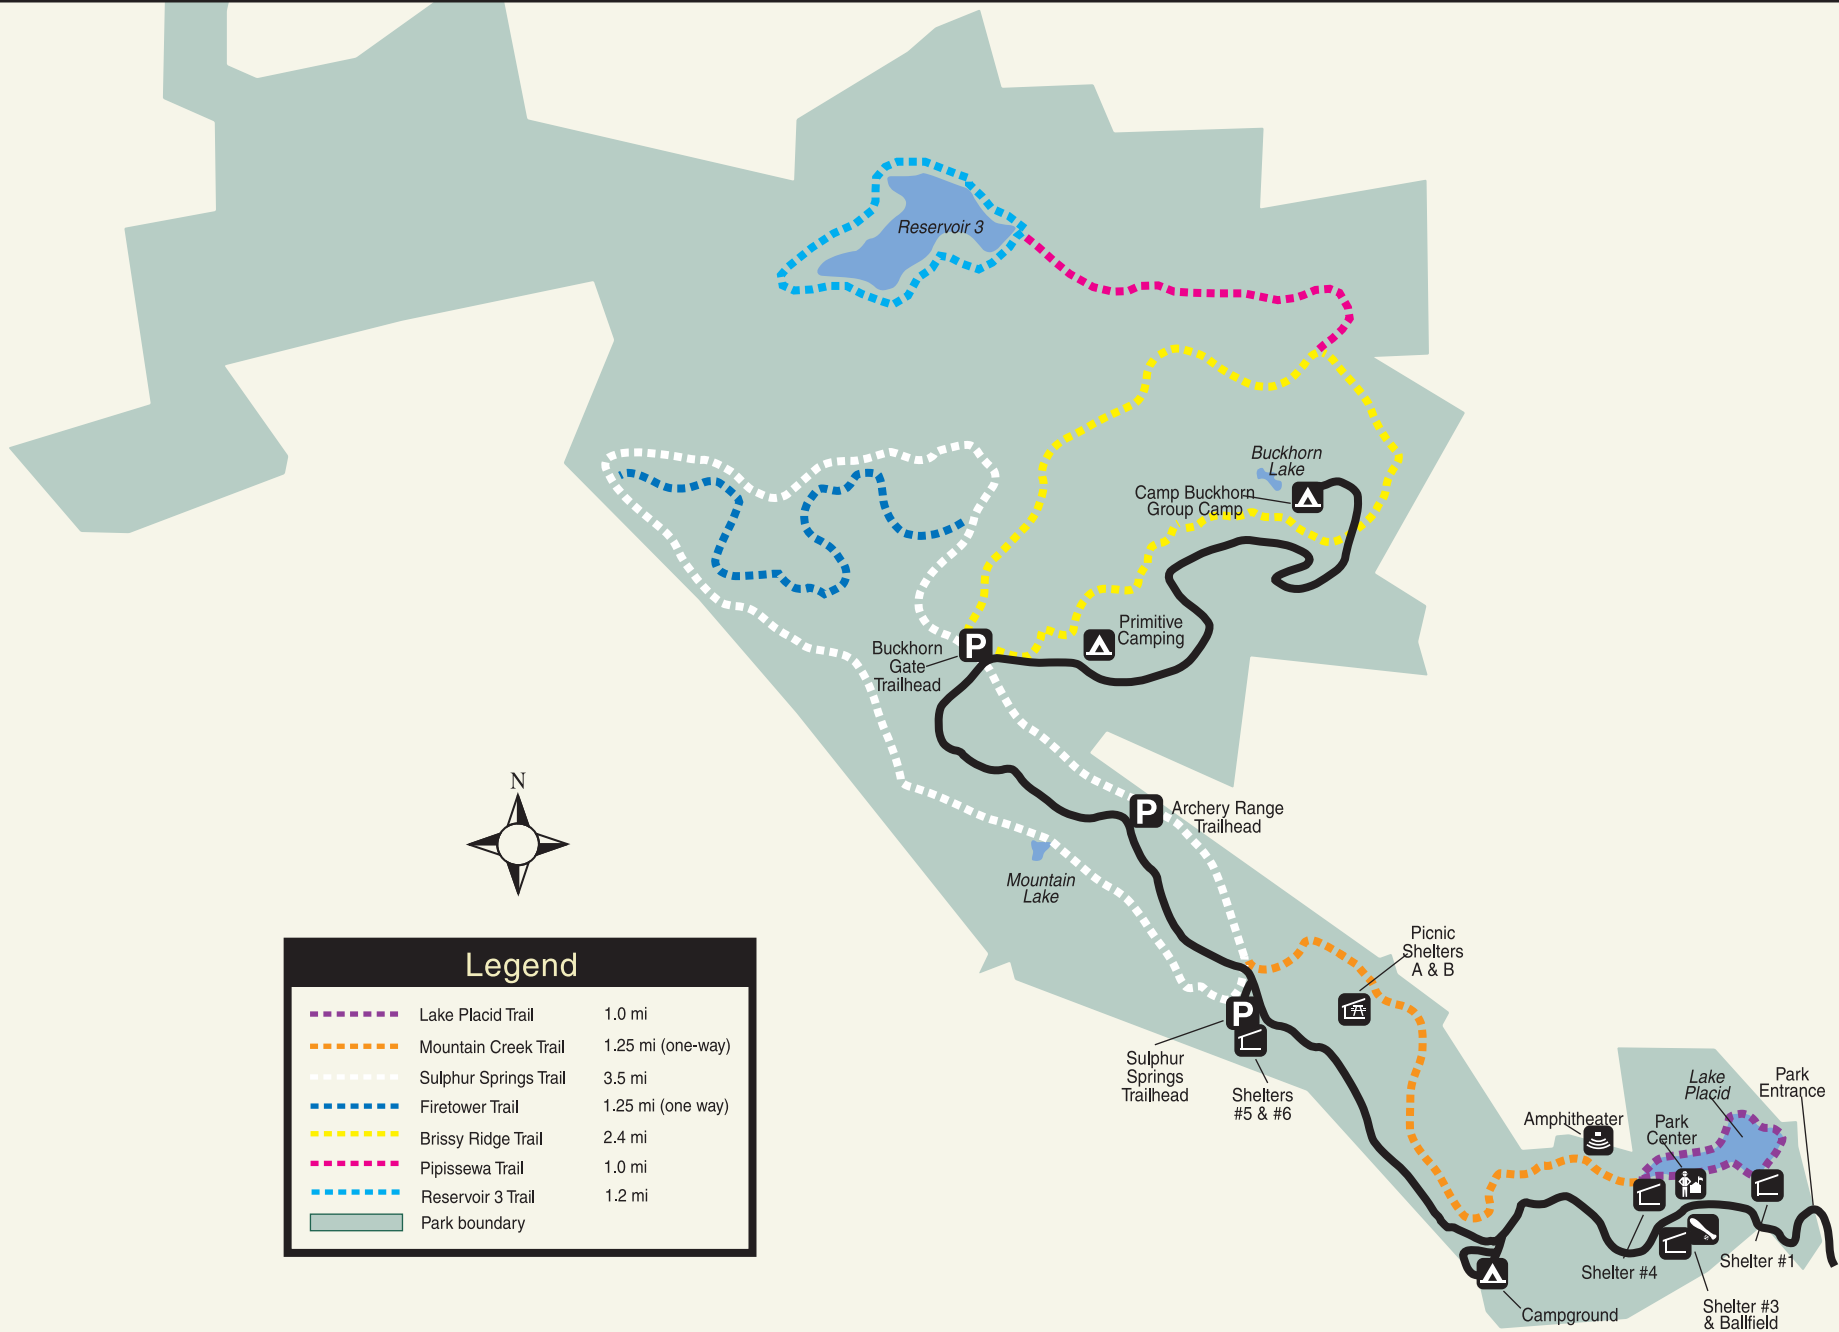 Reservoir 3
Buckhorn
Lake
Camp Buckhorn
Group Camp
Primitive
Camping
P
Buckhorn
Gate
Trailhead
N
P
Archery Range
Trailhead
Mountain
Lake
Picnic
Shelters
A & B
P
Sulphur
Springs
Trailhead
Shelters
#5 & #6
Amphitheater
Park
Center
Lake
Placid
Park
Entrance
Shelter #4
Shelter #1
Shelter #3
& Ballfield
Campground
Legend
Lake Placid Trail 1.0 mi
Mountain Creek Trail 1.25 mi (one-way)
Sulphur Springs Trail 3.5 mi
Firetower Trail 1.25 mi (one way)
Brissy Ridge Trail 2.4 mi
Pipissewa Trail 1.0 mi
Reservoir 3 Trail 1.2 mi
Park boundary